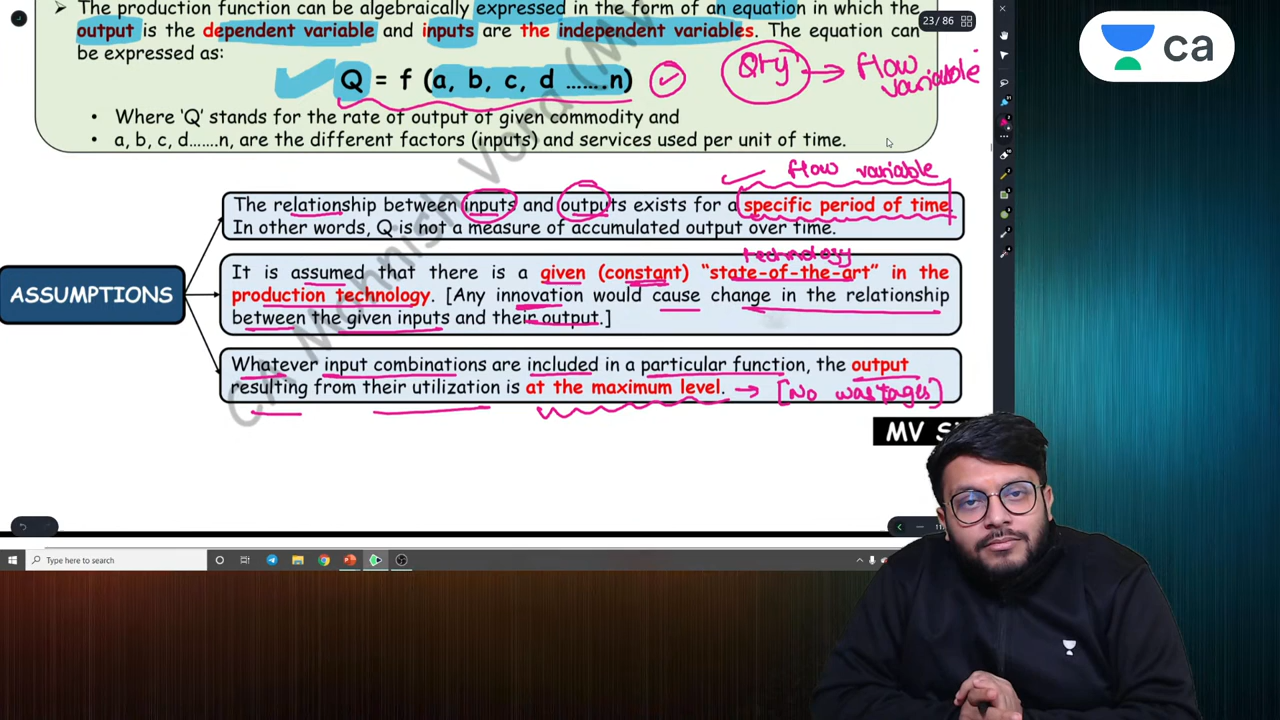 The production function can be algebraically expressed in the form of an equation in which the
output is the dependent variable and inputs are the independent variables. The equation can
be expressed as:
Q = f (a, b, c, d …….n)
Qty → flow variable
• Where ‘Q’ stands for the rate of output of given commodity and
• a, b, c, d…….n, are the different factors (inputs) and services used per unit of time.
23 / 86
ca
flow variable
The relationship between inputs and outputs exists for a specific period of time
In other words, Q is not a measure of accumulated output over time.
technology
ASSUMPTIONS
It is assumed that there is a given (constant) “state-of-the-art” in the
production technology. [Any innovation would cause change in the relationship
between the given inputs and their output.]
Whatever input combinations are included in a particular function, the output
resulting from their utilization is at the maximum level. → [No wastages]
MV
Type here to search